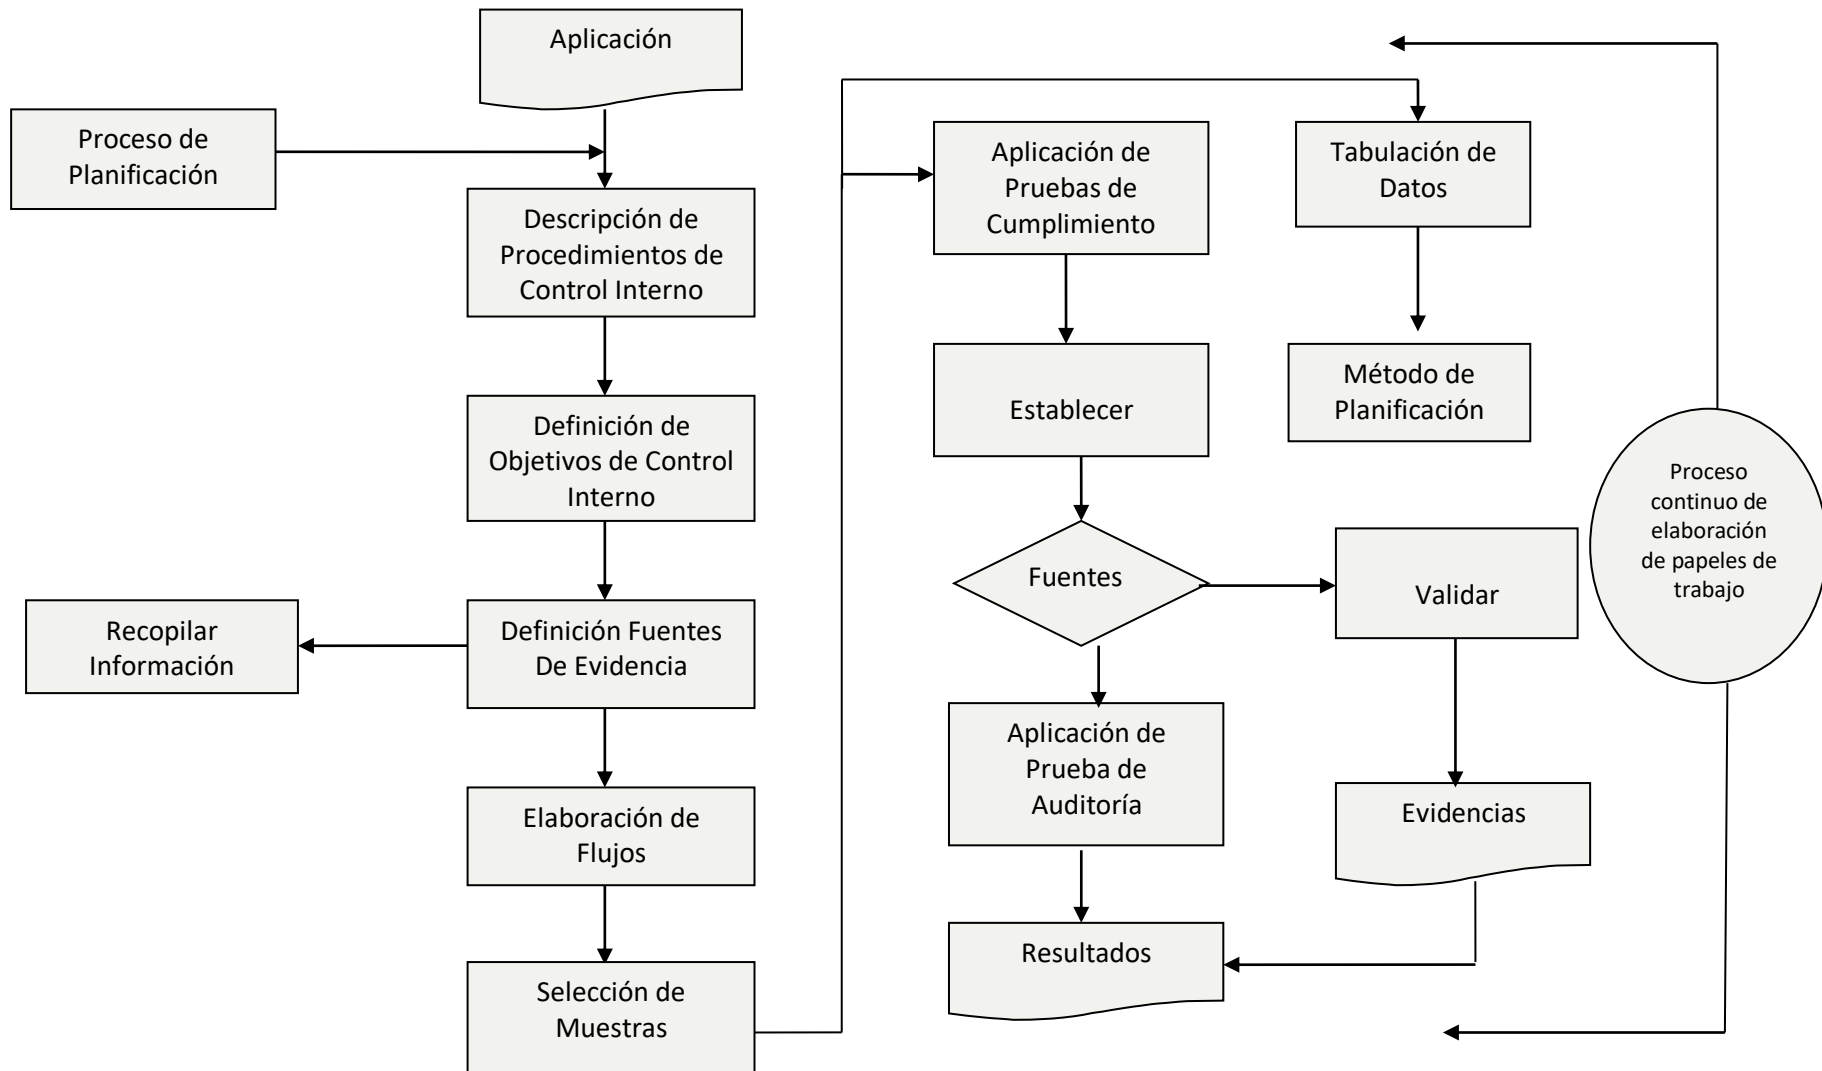 Aplicación
Proceso de
Planificación
Descripción de
Procedimientos de
Control Interno
Definición de
Objetivos de Control
Interno
Recopilar
Información
Definición Fuentes
De Evidencia
Elaboración de
Flujos
Selección de
Muestras
Aplicación de
Pruebas de
Cumplimiento
Establecer
Fuentes
Aplicación de
Prueba de
Auditoría
Resultados
Tabulación de
Datos
Método de
Planificación
Validar
Evidencias
Proceso
continuo de
elaboración
de papeles de
trabajo